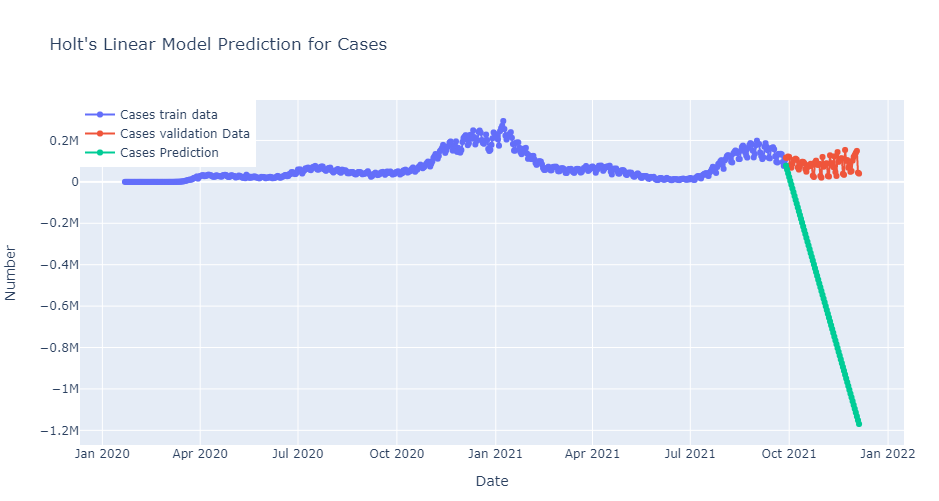 Holt's Linear Model Prediction for Cases
Cases train data
Cases validation Data
Cases Prediction
0.2M
0
−0.2M
−0.4M
−0.6M
−0.8M
−1M
−1.2M
Number
Jan 2020 Apr 2020 Jul 2020 Oct 2020 Jan 2021 Apr 2021 Jul 2021 Oct 2021 Jan 2022
Date